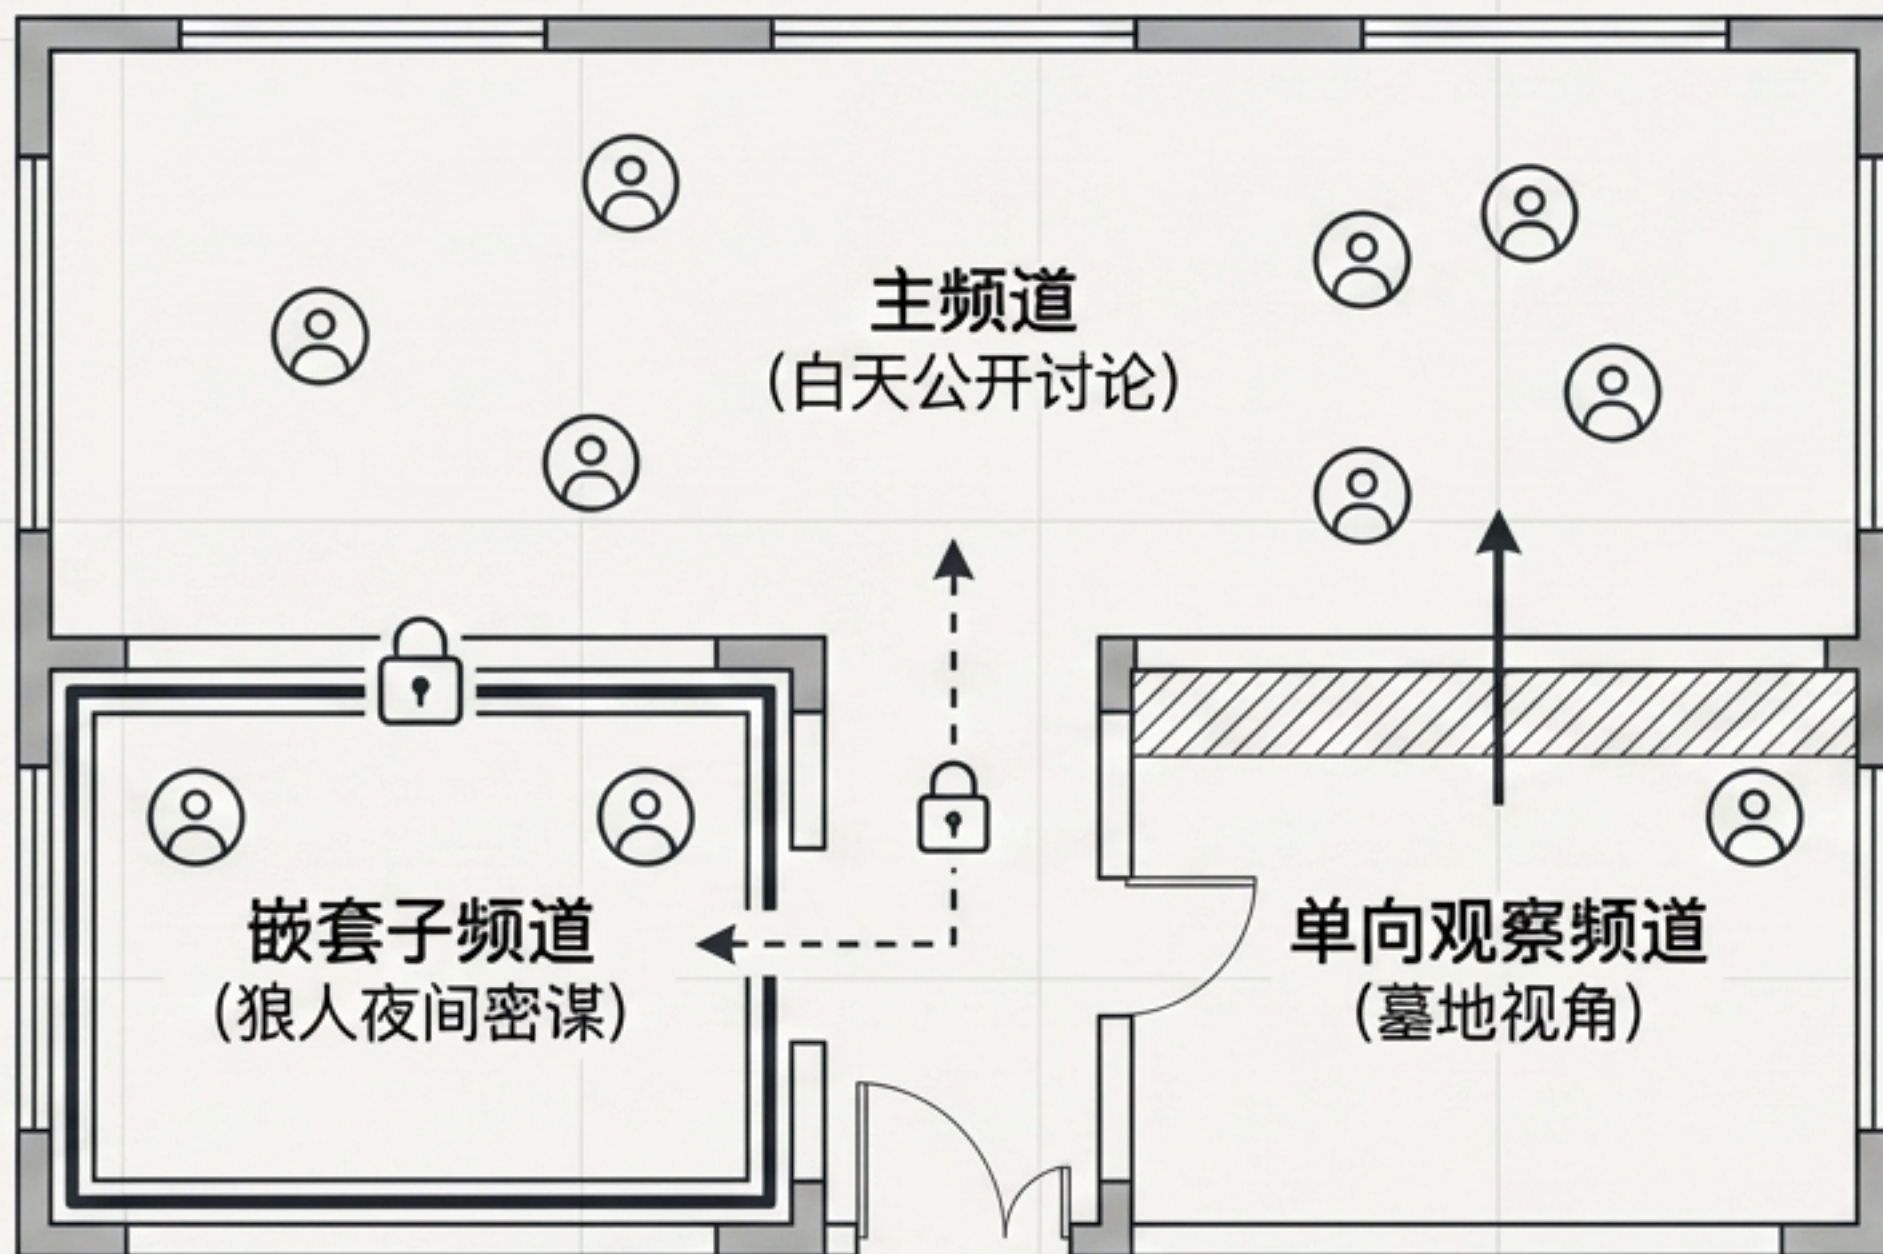 主频道
(白天公开讨论)
嵌套子频道
(狼人夜间密谋)
单向观察频道
(墓地视角)